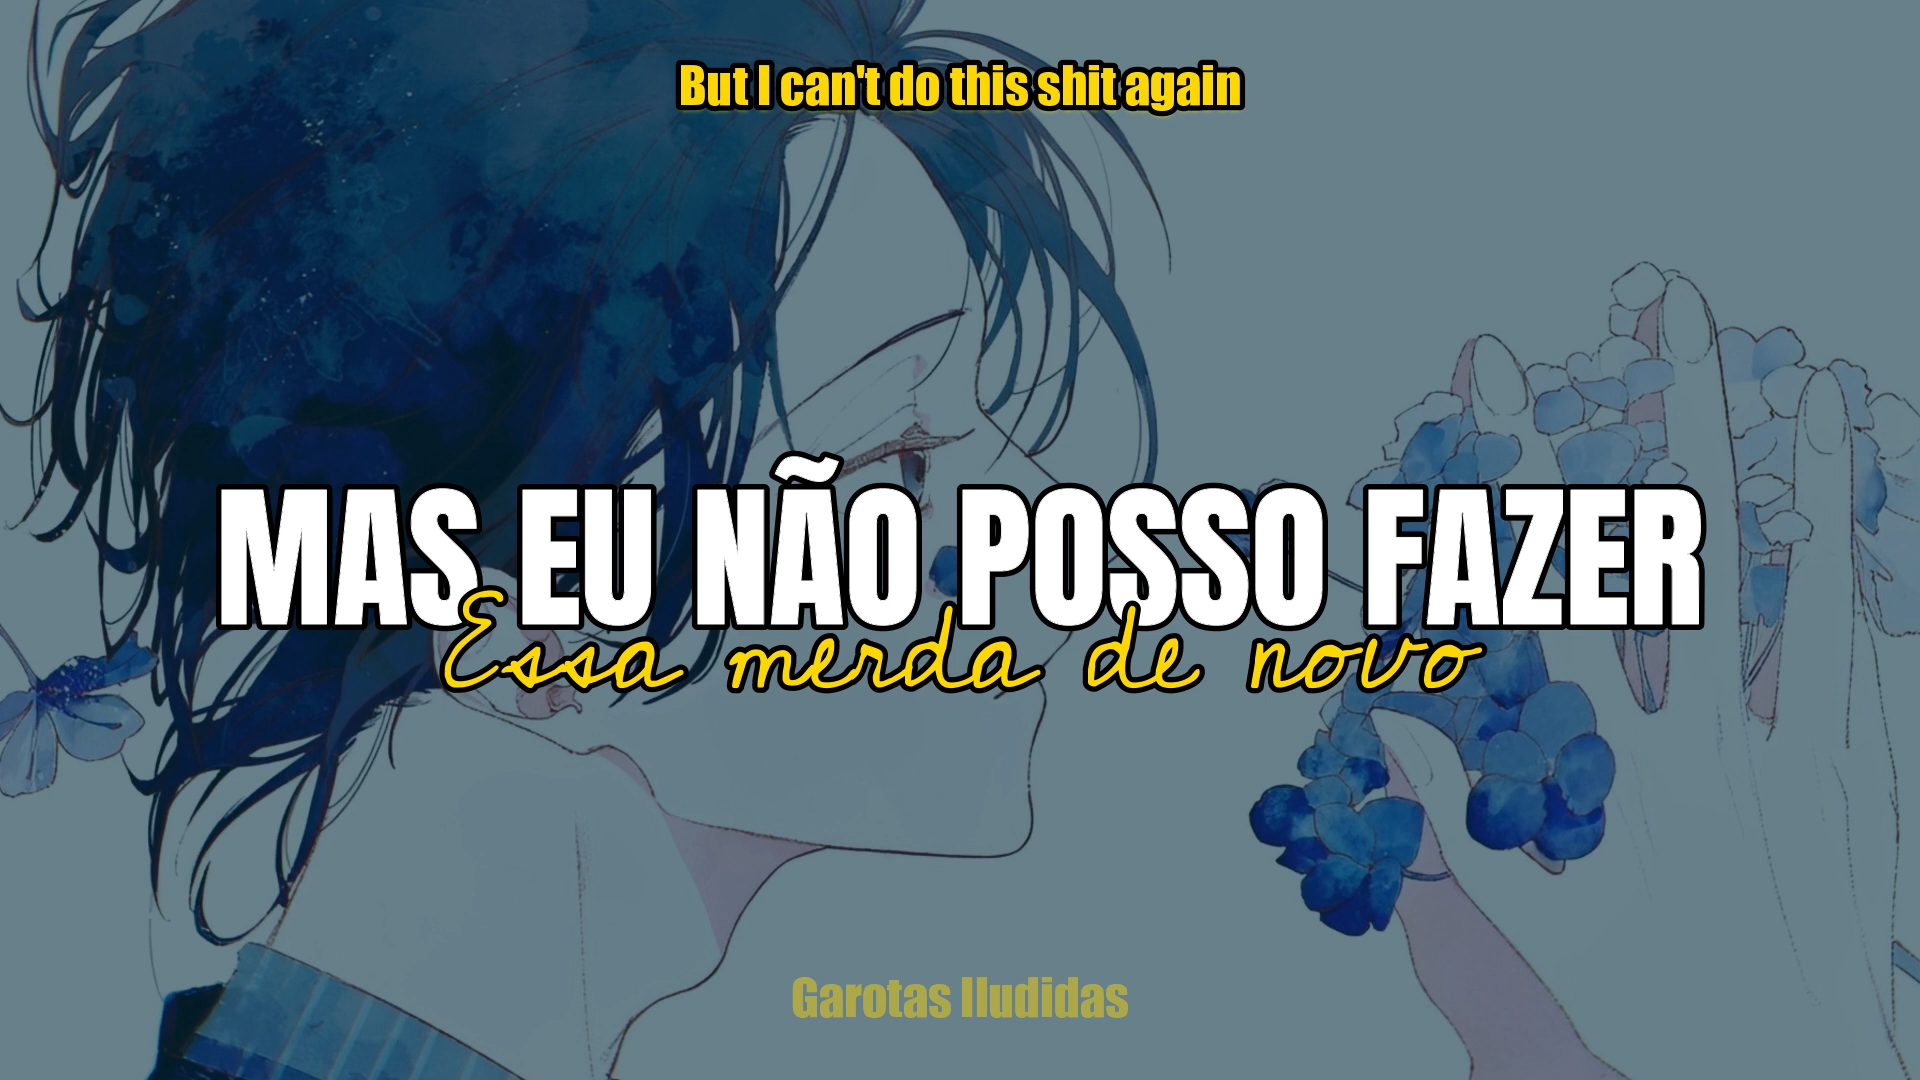 But I can't do this shit again
MAS EU NÃO POSSO FAZER
Essa merda de novo
Garotas Iludidas